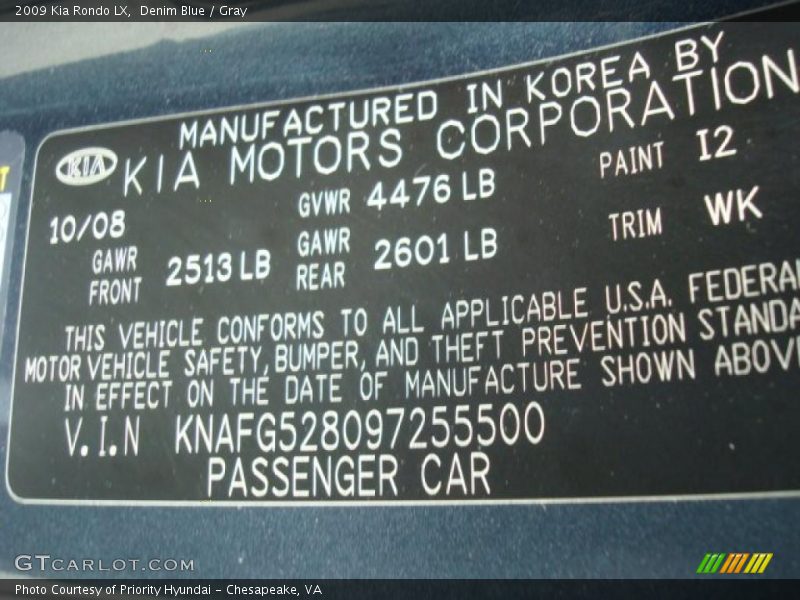 2009 Kia Rondo LX, Denim Blue / Gray
MANUFACTURED IN KOREA BY
KIA KIA MOTORS CORPORATION
10/08 GVWR 4476 LB PAINT I2
GAWR FRONT 2513 LB GAWR REAR 2601 LB TRIM WK
THIS VEHICLE CONFORMS TO ALL APPLICABLE U.S.A. FEDERAL
MOTOR VEHICLE SAFETY, BUMPER, AND THEFT PREVENTION STANDA
IN EFFECT ON THE DATE OF MANUFACTURE SHOWN ABOVE
V.I.N KNAFG528097255500
PASSENGER CAR
GTCARLOT.COM
Photo Courtesy of Priority Hyundai - Chesapeake, VA